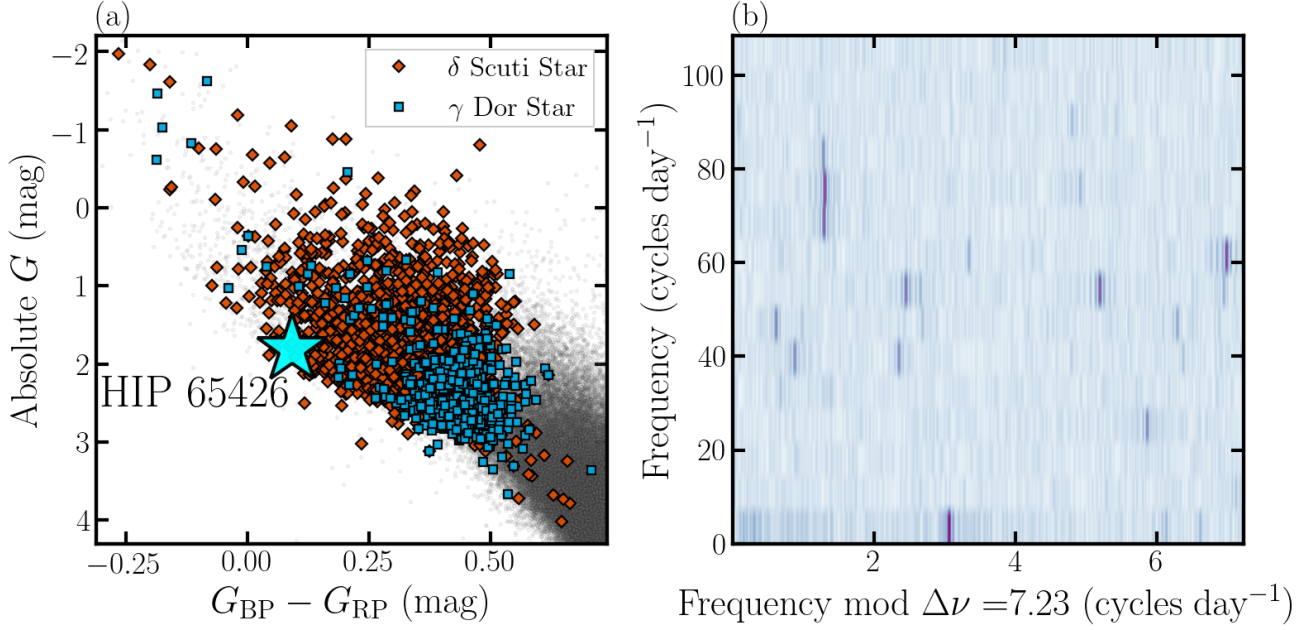 (a)
−2
−1
0
1
2
3
4
Absolute G (mag)
δ Scuti Star
γ Dor Star
HIP 65426
−0.25 0.00 0.25 0.50
G_BP − G_RP (mag)
(b)
100
80
60
40
20
0
Frequency (cycles day⁻¹)
2 4 6
Frequency mod Δν =7.23 (cycles day⁻¹)